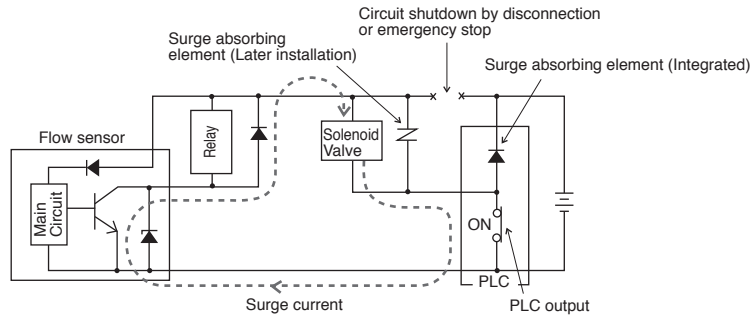 Circuit shutdown by disconnection
or emergency stop
Surge absorbing
element (Later installation)
Surge absorbing element (Integrated)
Flow sensor
Relay
Solenoid
Valve
Main
Circuit
ON
PLC
Surge current
PLC output